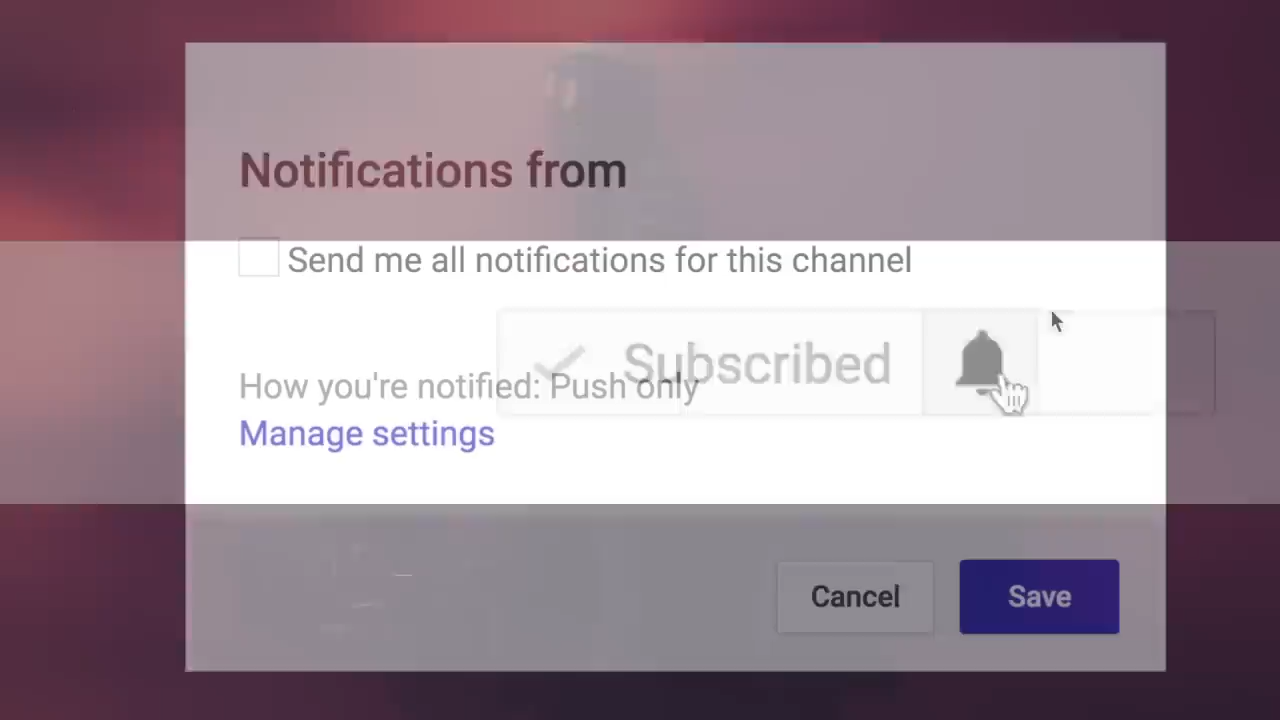 Notifications from
Send me all notifications for this channel
Subscribed
How you're notified: Push only
Manage settings
Cancel
Save